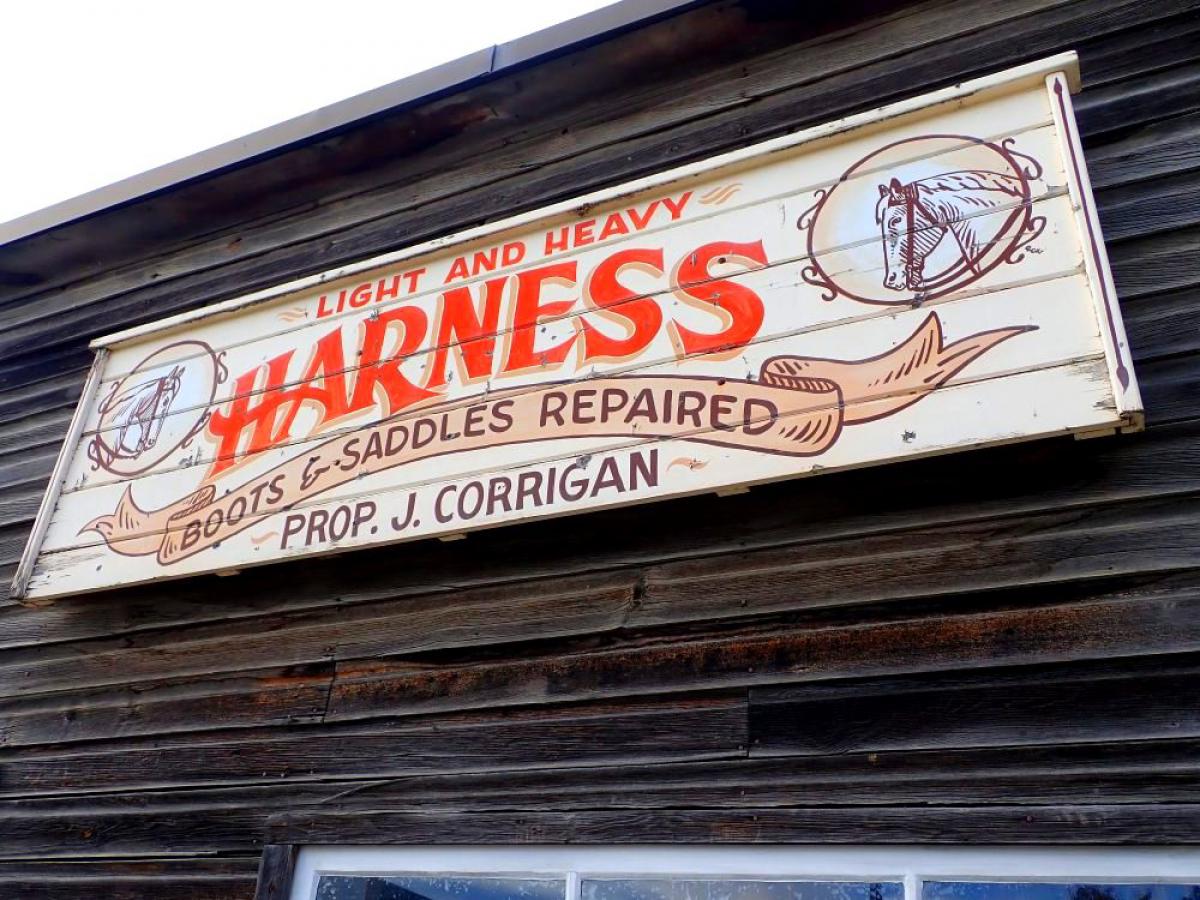 LIGHT AND HEAVY
HARNESS
BOOTS & SADDLES REPAIRED
PROP. J. CORRIGAN